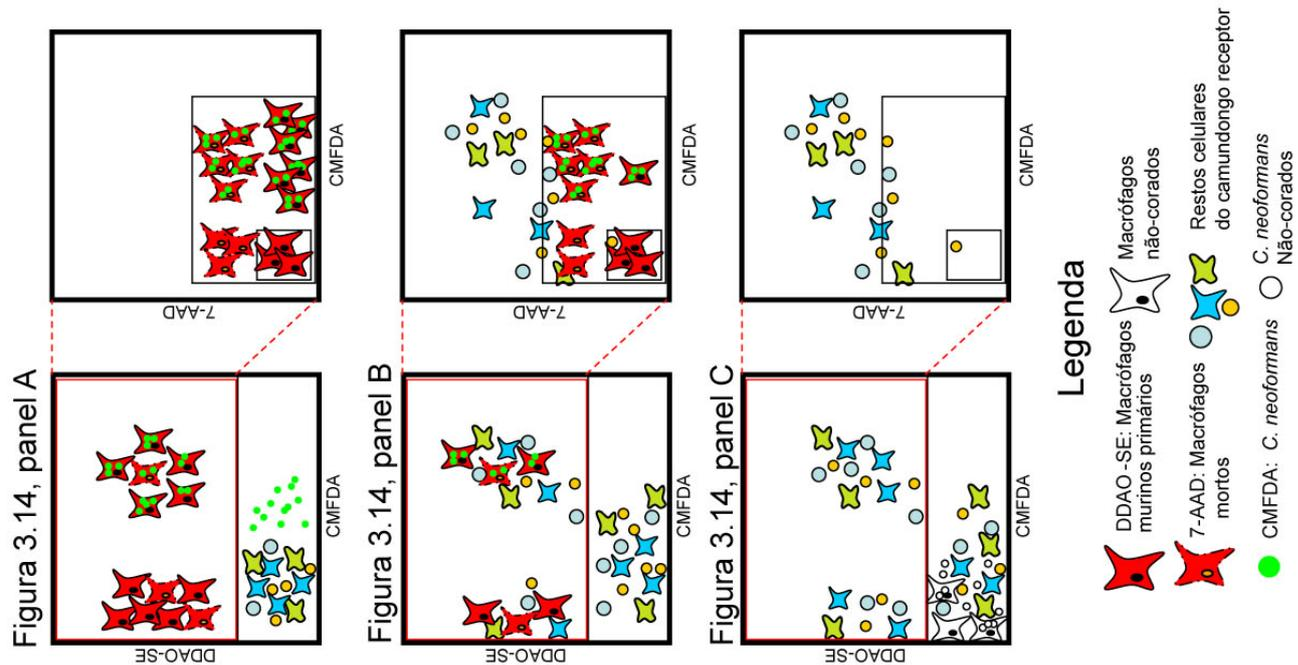 Figura 3.14, panel A
DDAO-SE
CMFDA
7-AAD
CMFDA
Figura 3.14, panel B
DDAO-SE
CMFDA
7-AAD
CMFDA
Figura 3.14, panel C
DDAO-SE
CMFDA
7-AAD
CMFDA
Legenda
DDAO -SE: Macrófagos
murinos primários
Macrófagos
não-corados
7-AAD: Macrófagos
mortos
Restos celulares
do camundongo receptor
CMFDA: C. neoformans
C. neoformans
Não-corados